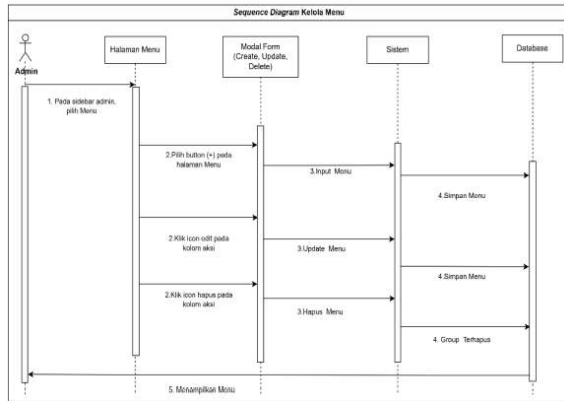 Sequence Diagram Kelola Menu
Admin
Halaman Menu
Modal Form
(Create, Update,
Delete)
Sistem
Database
1. Pada sidebar admin,
pilih Menu
2.Pilih button (+) pada
halaman Menu
3.Input Menu
4.Simpan Menu
2.Klik icon edit pada
kolom aksi
3.Update Menu
4.Simpan Menu
2.Klik icon hapus pada
kolom aksi
3.Hapus Menu
4. Group Terhapus
5. Menampilkan Menu